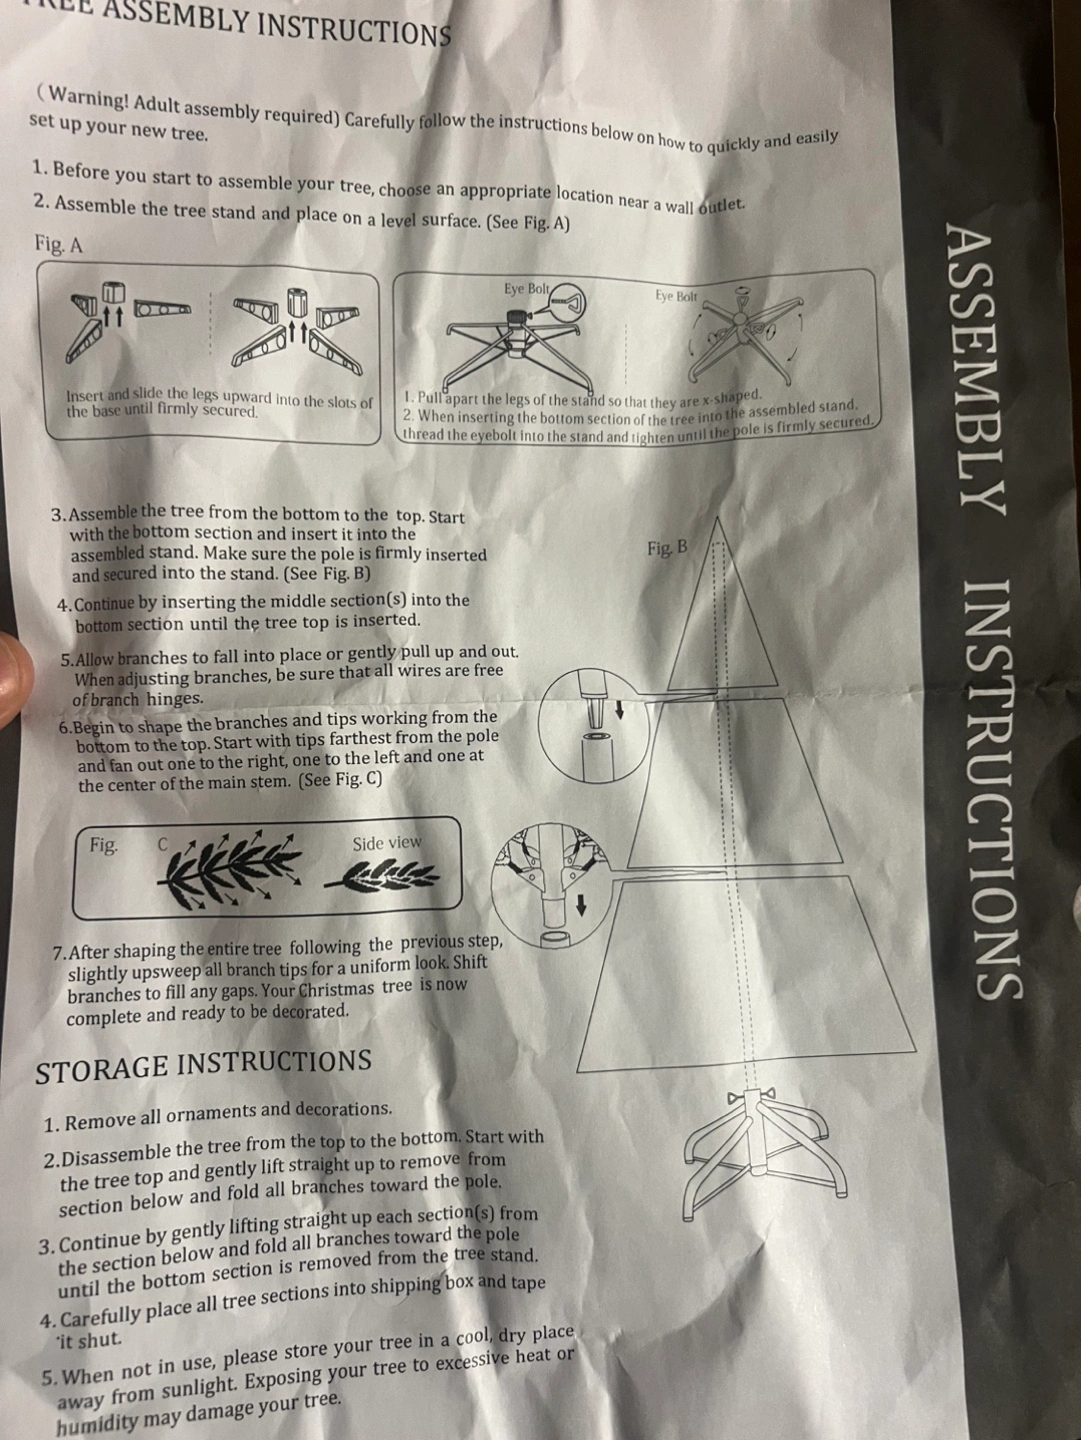 TREE ASSEMBLY INSTRUCTIONS
( Warning! Adult assembly required) Carefully follow the instructions below on how to quickly and easily
set up your new tree.
1. Before you start to assemble your tree, choose an appropriate location near a wall outlet.
2. Assemble the tree stand and place on a level surface. (See Fig. A)
Fig. A
Insert and slide the legs upward into the slots of
the base until firmly secured.
Eye Bolt
Eye Bolt
1. Pull apart the legs of the stand so that they are x-shaped.
2. When inserting the bottom section of the tree into the assembled stand,
thread the eyebolt into the stand and tighten until the pole is firmly secured.
3.Assemble the tree from the bottom to the top. Start
with the bottom section and insert it into the
assembled stand. Make sure the pole is firmly inserted
and secured into the stand. (See Fig. B)
4.Continue by inserting the middle section(s) into the
bottom section until the tree top is inserted.
5.Allow branches to fall into place or gently pull up and out.
When adjusting branches, be sure that all wires are free
of branch hinges.
6.Begin to shape the branches and tips working from the
bottom to the top. Start with tips farthest from the pole
and fan out one to the right, one to the left and one at
the center of the main stem. (See Fig. C)
Fig. B
Fig. C
Side view
7.After shaping the entire tree following the previous step,
slightly upsweep all branch tips for a uniform look. Shift
branches to fill any gaps. Your Christmas tree is now
complete and ready to be decorated.
STORAGE INSTRUCTIONS
1. Remove all ornaments and decorations.
2.Disassemble the tree from the top to the bottom. Start with
the tree top and gently lift straight up to remove from
section below and fold all branches toward the pole.
3. Continue by gently lifting straight up each section(s) from
the section below and fold all branches toward the pole
until the bottom section is removed from the tree stand.
4. Carefully place all tree sections into shipping box and tape
it shut.
5. When not in use, please store your tree in a cool, dry place
away from sunlight. Exposing your tree to excessive heat or
humidity may damage your tree.
ASSEMBLY INSTRUCTIONS